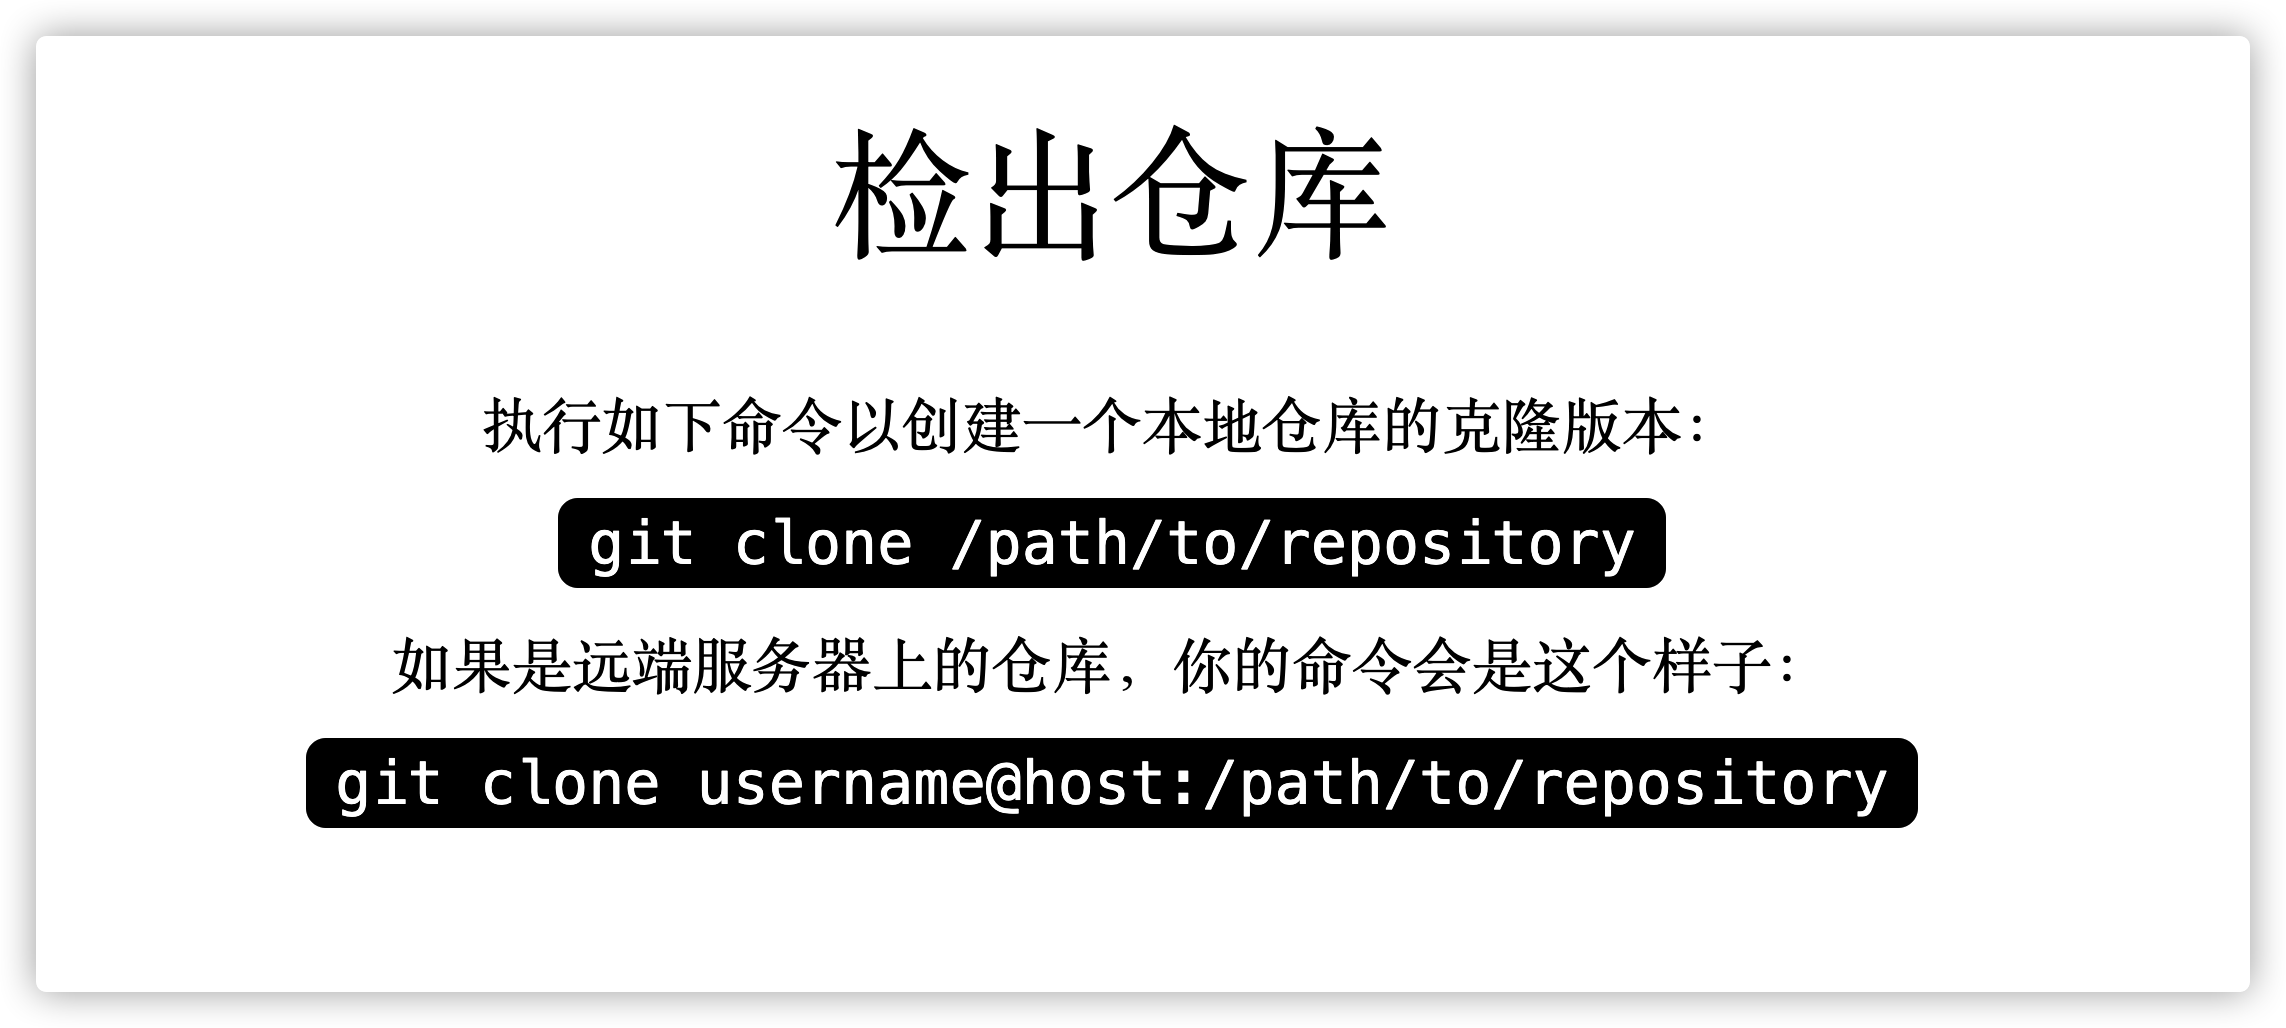 检出仓库
执行如下命令以创建一个本地仓库的克隆版本：
git clone /path/to/repository
如果是远端服务器上的仓库，你的命令会是这个样子：
git clone username@host:/path/to/repository